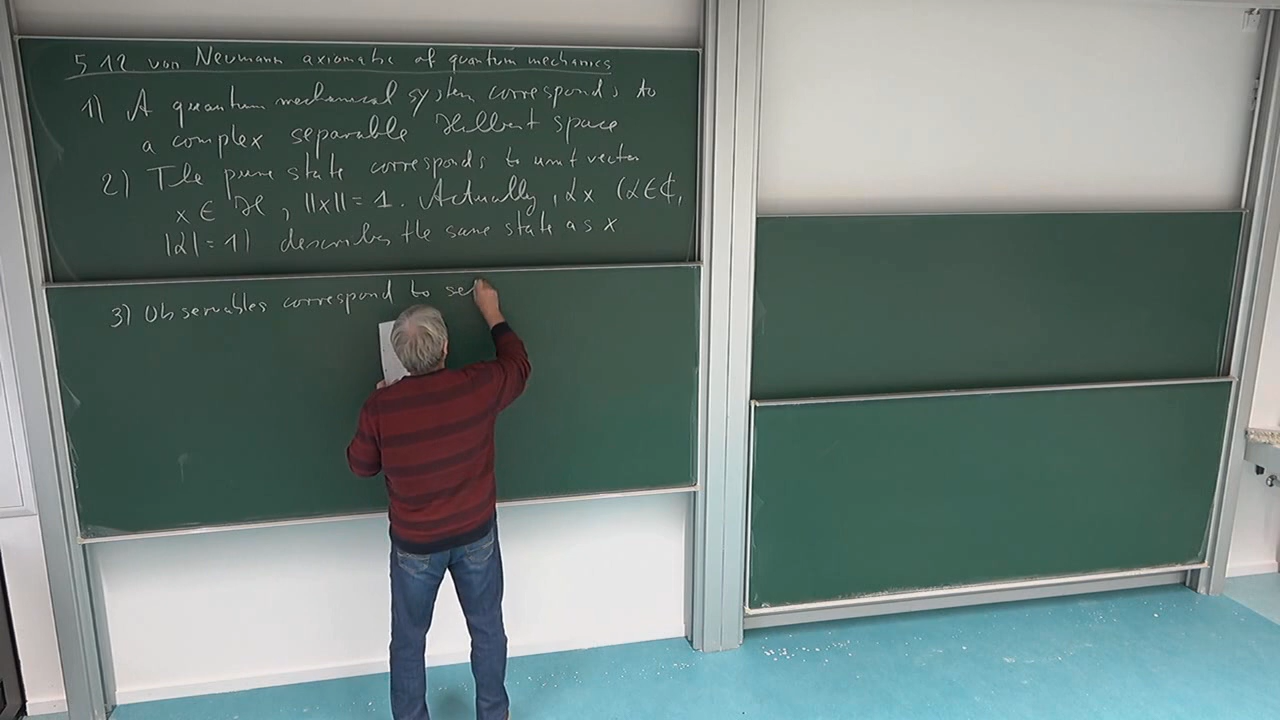 5.12 von Neumann axiomatic of quantum mechanics
1) A quantum mechanical system corresponds to
a complex separable Hilbert space
2) The pure state corresponds to unit vector
x ∈ ℋ, ||x|| = 1. Actually, αx (α ∈ ℂ,
|α| = 1) describes the same state as x
3) Observables correspond to se